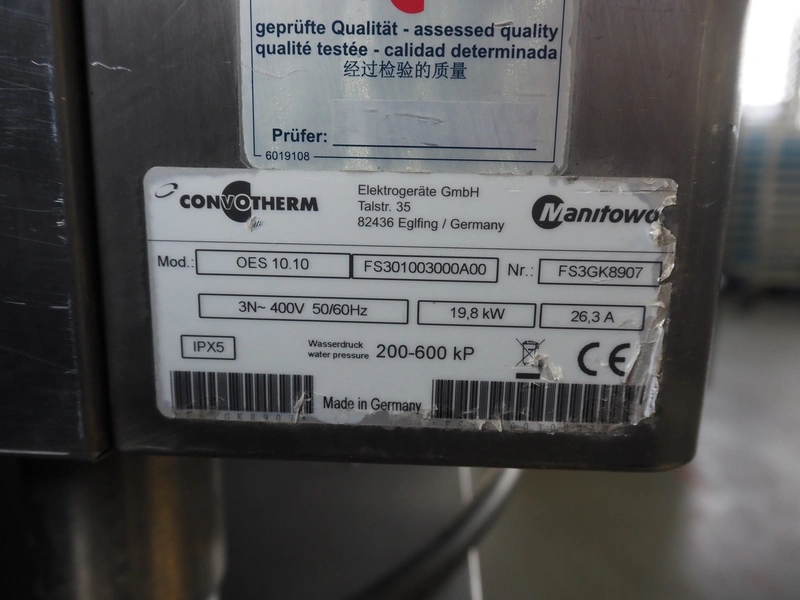 geprüfte Qualität - assessed quality
qualité testée - calidad determinada
经过检验的质量
Prüfer:
6019108
CONVOTHERM
Elektrogeräte GmbH
Talstr. 35
82436 Eglfing / Germany
Manitowo
Mod.: OES 10.10 FS301003000A00 Nr.: FS3GK8907
3N~ 400V 50/60Hz 19,8 kW 26,3 A
IPX5
Wasserdruck
water pressure 200-600 kP
CE
Made in Germany